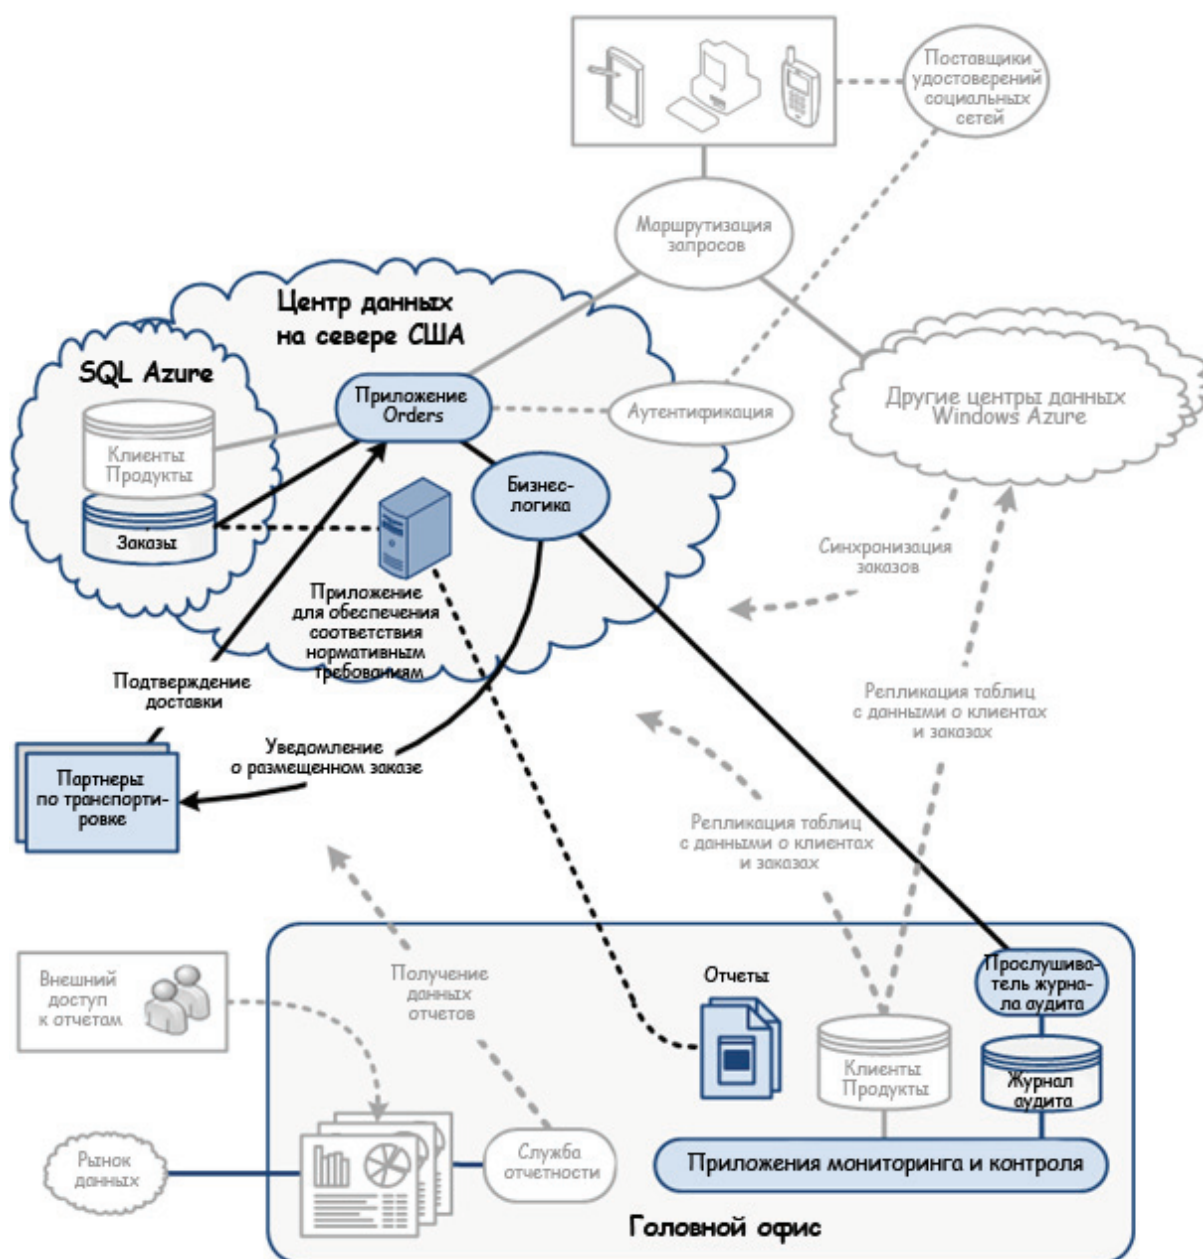 Поставщики
удостоверений
социальных
сетей
Маршрутизация
запросов
Центр данных
на севере США
SQL Azure
Приложение
Orders
Аутентификация
Другие центры данных
Windows Azure
Клиенты
Продукты
Заказы
Бизнес-
логика
Синхронизация
заказов
Приложение
для обеспечения
соответствия
нормативным
требованиям
Подтверждение
доставки
Репликация таблиц
с данными о клиентах
и заказах
Уведомление
о размещенном заказе
Партнеры
по транспорти-
ровке
Репликация таблиц
с данными о клиентах
и заказах
Внешний
доступ
к отчетам
Получение
данных
отчетов
Отчеты
Прослушива-
тель журна-
ла аудита
Клиенты
Продукты
Журнал
аудита
Рынок
данных
Служба
отчетности
Приложения мониторинга и контроля
Головной офис